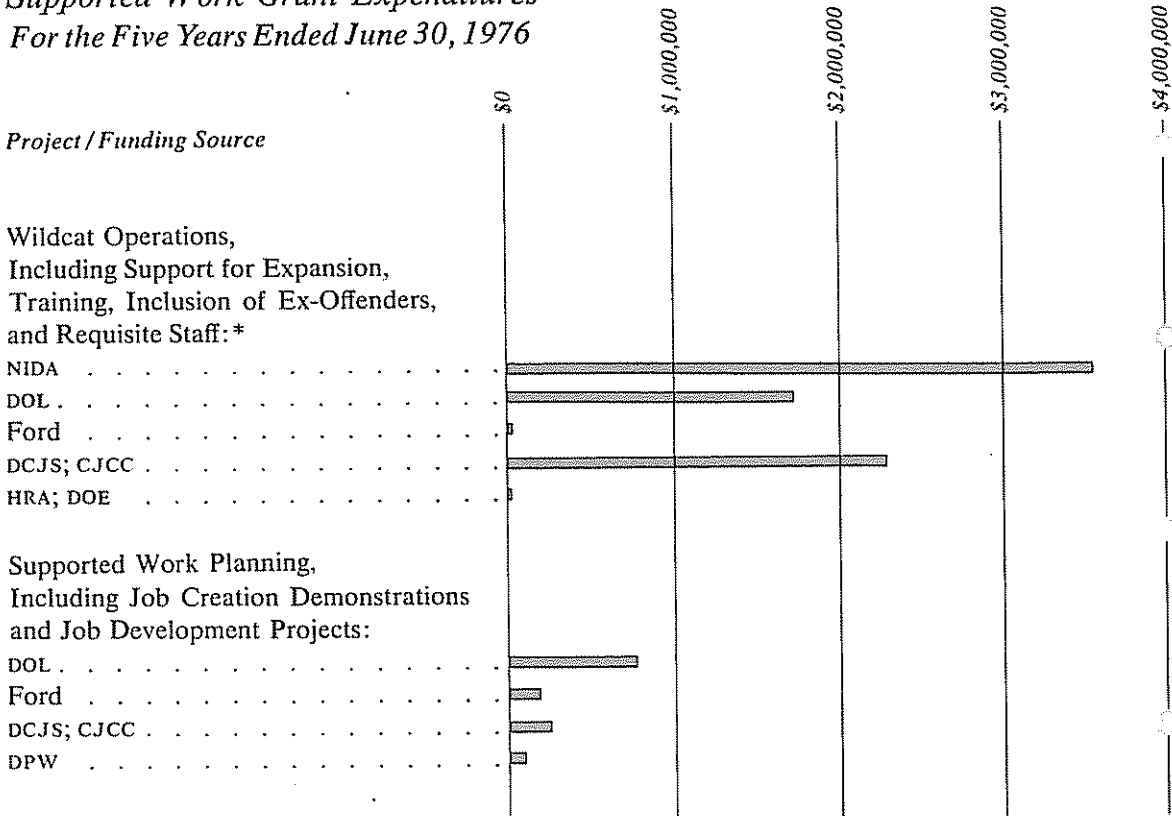 Supported Work Grant Expenditures
For the Five Years Ended June 30, 1976
$0
$1,000,000
$2,000,000
$3,000,000
$4,000,000
Project / Funding Source
Wildcat Operations,
Including Support for Expansion,
Training, Inclusion of Ex-Offenders,
and Requisite Staff:*
NIDA . . . . . . . . . . . . . . .
DOL . . . . . . . . . . . . . . . .
Ford . . . . . . . . . . . . . . .
DCJS; CJCC . . . . . . . . . . . . .
HRA; DOE . . . . . . . . . . . . .
Supported Work Planning,
Including Job Creation Demonstrations
and Job Development Projects:
DOL . . . . . . . . . . . . . . . .
Ford . . . . . . . . . . . . . . .
DCJS; CJCC . . . . . . . . . . . . .
DPW . . . . . . . . . . . . . . .